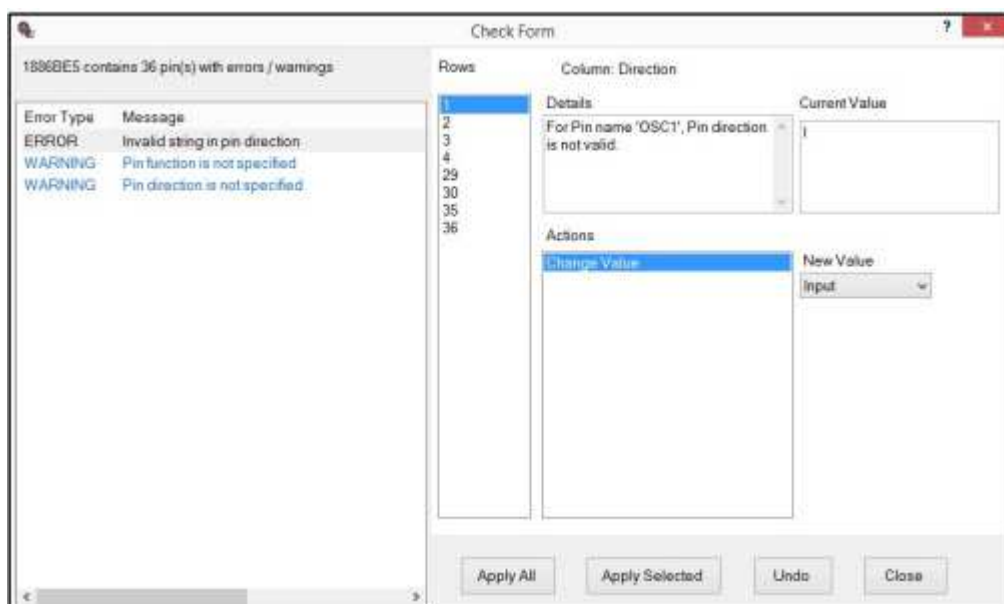 Check Form
?
1886BE5 contains 36 pin(s) with errors / warnings
Error Type Message
ERROR Invalid string in pin direction
WARNING Pin function is not specified
WARNING Pin direction is not specified
Rows
1
2
3
4
29
30
35
36
Column: Direction
Details
For Pin name 'OSC1', Pin direction
is not valid.
Current Value
I
Actions
Change Value
New Value
Input
Apply All
Apply Selected
Undo
Close